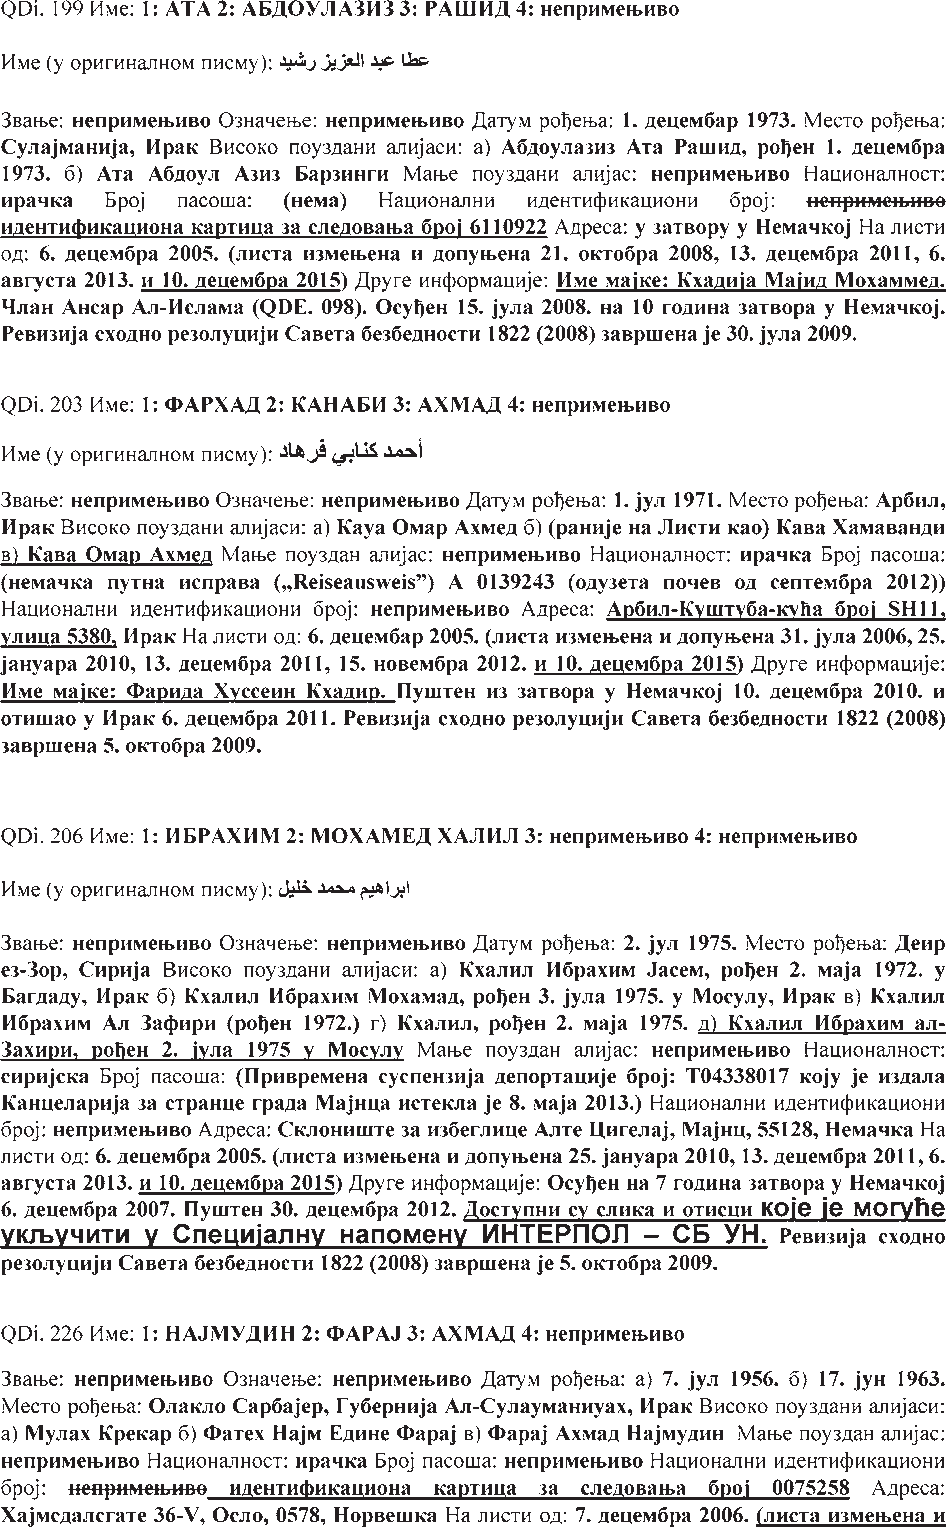 QDi. 199 Име: 1: АТА 2: АБДОУЛАЗИЗ 3: РАШИД 4: непримењиво
Име (у оригиналном писму): عطا عبد العزيز رشيد
Звање: непримењиво Означење: непримењиво Датум рођења: 1. децембар 1973. Место рођења:
Сулајманија, Ирак Високо поуздани алијаси: а) Абдоулазиз Ата Рашид, рођен 1. децембра
1973. б) Ата Абдоул Азиз Барзинги Мање поуздани алијас: непримењиво Националност:
ирачка Број пасоша: (нема) Национални идентификациони број: непримењиво
идентификациона картица за следовања број 6110922 Адреса: у затвору у Немачкој На листи
од: 6. децембра 2005. (листа измењена и допуњена 21. октобра 2008, 13. децембра 2011, 6.
августа 2013. и 10. децембра 2015) Друге информације: Име мајке: Кхадија Мајид Мохаммед.
Члан Ансар Ал-Ислама (QDE. 098). Осуђен 15. јула 2008. на 10 година затвора у Немачкој.
Ревизија сходно резолуцији Савета безбедности 1822 (2008) завршена је 30. јула 2009.
QDi. 203 Име: 1: ФАРХАД 2: КАНАБИ 3: АХМАД 4: непримењиво
Име (у оригиналном писму): أحمد كنابي فرهاد
Звање: непримењиво Означење: непримењиво Датум рођења: 1. јул 1971. Место рођења: Арбил,
Ирак Високо поуздани алијаси: а) Кауа Омар Ахмед б) (раније на Листи као) Кава Хамаванди
в) Кава Омар Ахмед Мање поуздан алијас: непримењиво Националност: ирачка Број пасоша:
(немачка путна исправа („Reiseausweis”) А 0139243 (одузета почев од септембра 2012))
Национални идентификациони број: непримењиво Адреса: Арбил-Куштуба-кућа број SH11,
улица 5380, Ирак На листи од: 6. децембар 2005. (листа измењена и допуњена 31. јула 2006, 25.
јануара 2010, 13. децембра 2011, 15. новембра 2012. и 10. децембра 2015) Друге информације:
Име мајке: Фарида Хуссеин Кхадир. Пуштен из затвора у Немачкој 10. децембра 2010. и
отишао у Ирак 6. децембра 2011. Ревизија сходно резолуцији Савета безбедности 1822 (2008)
завршена 5. октобра 2009.
QDi. 206 Име: 1: ИБРАХИМ 2: МОХАМЕД ХАЛИЛ 3: непримењиво 4: непримењиво
Име (у оригиналном писму): ابراهيم محمد خليل
Звање: непримењиво Означење: непримењиво Датум рођења: 2. јул 1975. Место рођења: Деир
ез-Зор, Сирија Високо поуздани алијаси: а) Кхалил Ибрахим Јасем, рођен 2. маја 1972. у
Багдаду, Ирак б) Кхалил Ибрахим Мохамад, рођен 3. јула 1975. у Мосулу, Ирак в) Кхалил
Ибрахим Ал Зафири (рођен 1972.) г) Кхалил, рођен 2. маја 1975. д) Кхалил Ибрахим ал-
Захири, рођен 2. јула 1975 у Мосулу Мање поуздан алијас: непримењиво Националност:
сиријска Број пасоша: (Привремена суспензија депортације број: Т04338017 коју је издала
Канцеларија за странце града Мајнца истекла је 8. маја 2013.) Национални идентификациони
број: непримењиво Адреса: Склониште за избеглице Алте Цигелај, Мајнц, 55128, Немачка На
листи од: 6. децембра 2005. (листа измењена и допуњена 25. јануара 2010, 13. децембра 2011, 6.
августа 2013. и 10. децембра 2015) Друге информације: Осуђен на 7 година затвора у Немачкој
6. децембра 2007. Пуштен 30. децембра 2012. Доступни су слика и отисци које је могуће
укључити у Специјалну напомену ИНТЕРПОЛ – СБ УН. Ревизија сходно
резолуцији Савета безбедности 1822 (2008) завршена је 5. октобра 2009.
QDi. 226 Име: 1: НАЈМУДИН 2: ФАРАЈ 3: АХМАД 4: непримењиво
Звање: непримењиво Означење: непримењиво Датум рођења: а) 7. јул 1956. б) 17. јун 1963.
Место рођења: Олакло Сарбајер, Губернија Ал-Сулауманиуах, Ирак Високо поуздани алијаси:
а) Мулах Крекар б) Фатех Најм Едине Фарај в) Фарај Ахмад Најмудин Мање поуздан алијас:
непримењиво Националност: ирачка Број пасоша: непримењиво Национални идентификациони
број: непримењиво идентификациона картица за следовања број 0075258 Адреса:
Хајмсдалсгате 36-V, Осло, 0578, Норвешка На листи од: 7. децембра 2006. (листа измењена и